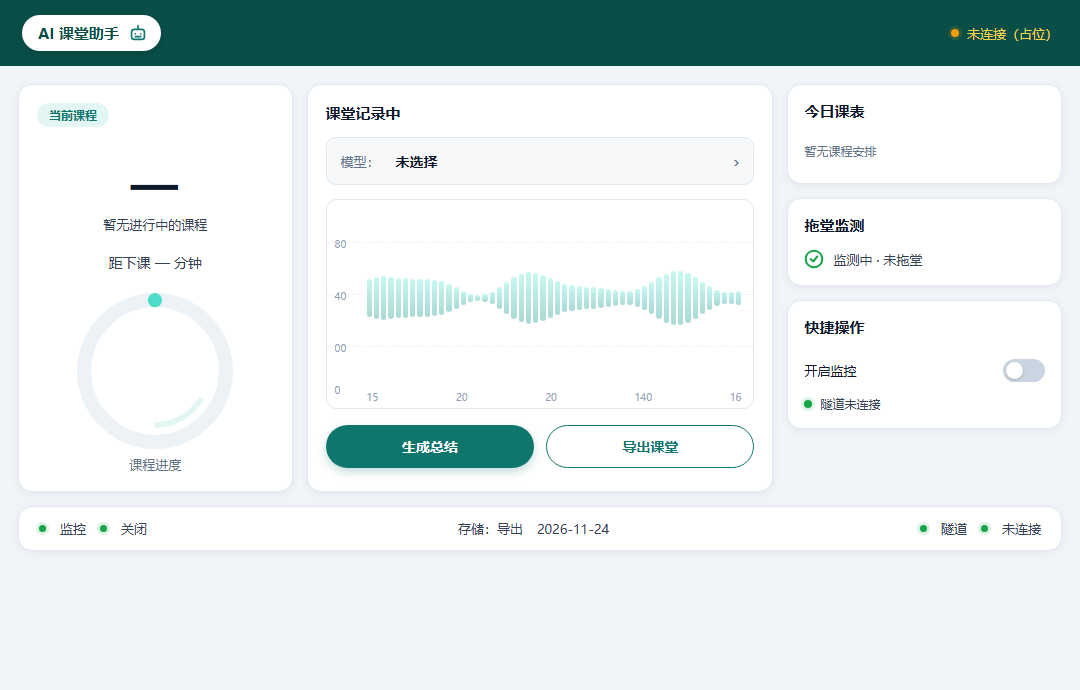 AI 课堂助手
未连接（占位）
当前课程
—
暂无进行中的课程
距下课 — 分钟
课程进度
课堂记录中
模型： 未选择 ›
80
40
00
0
15 20 20 140 16
生成总结 导出课堂
今日课表
暂无课程安排
拖堂监测
监测中 · 未拖堂
快捷操作
开启监控
隧道未连接
监控 关闭 存储：导出 2026-11-24 隧道 未连接